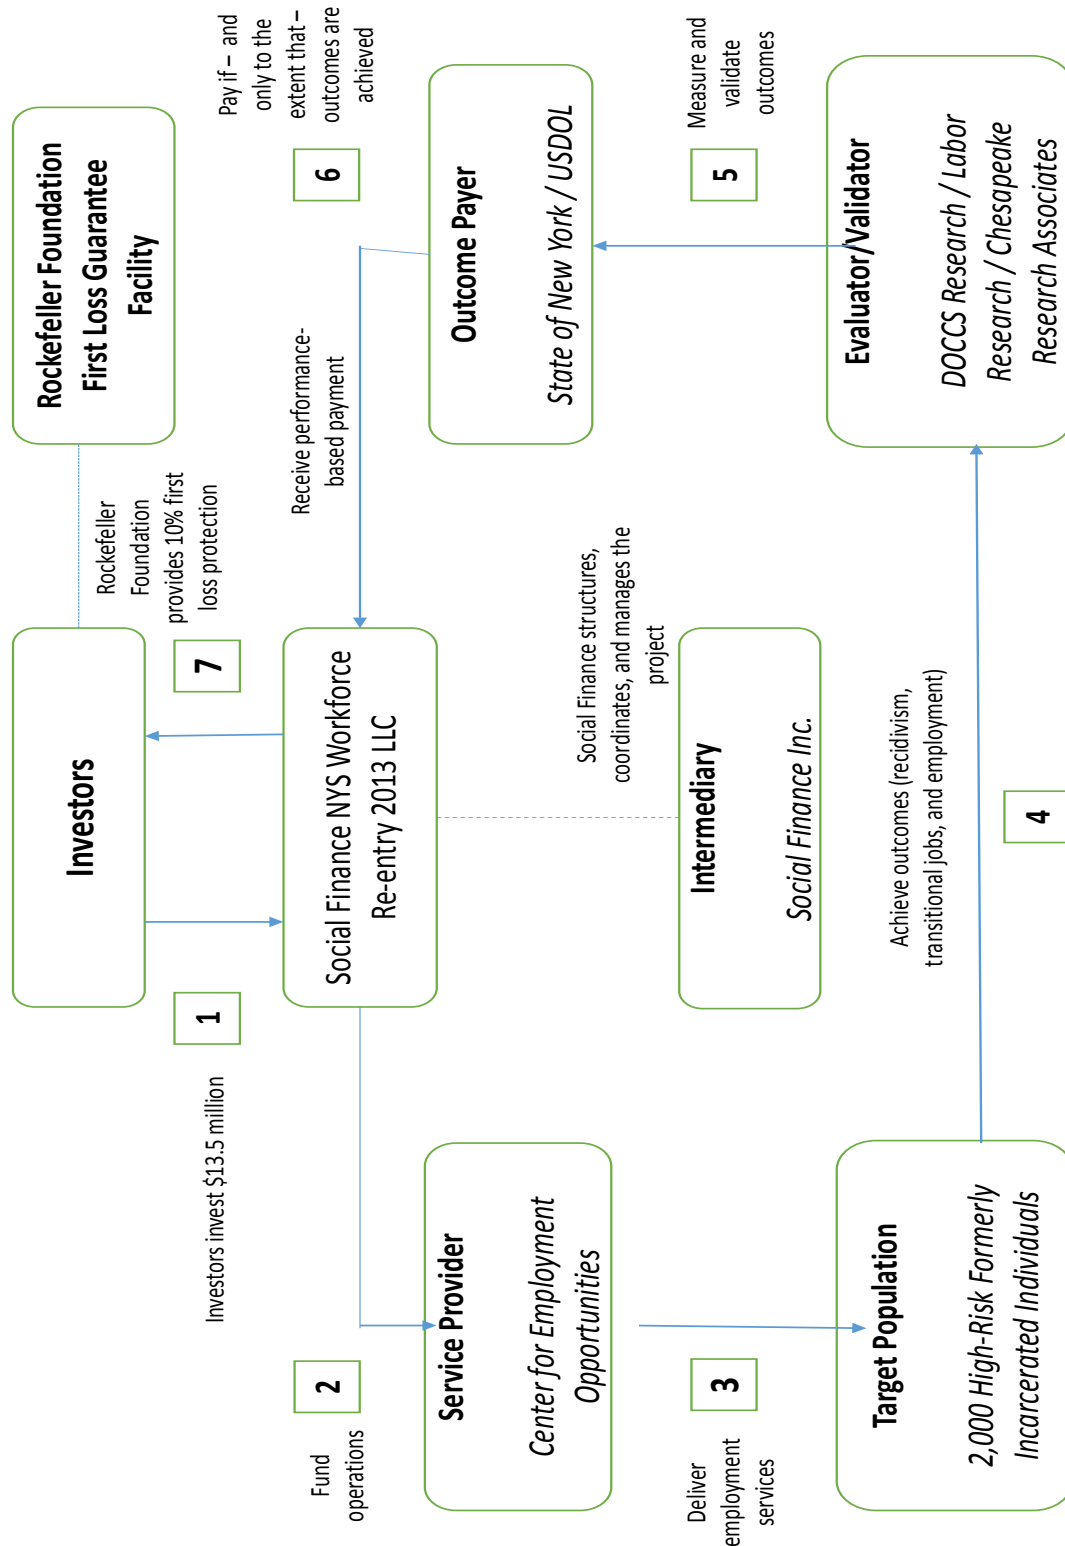 Investors invest $13.5 million
1
Investors
7
Rockefeller
Foundation
provides 10% first
loss protection
Rockefeller Foundation
First Loss Guarantee
Facility
Fund
operations
2
Social Finance NYS Workforce
Re-entry 2013 LLC
Receive performance-
based payment
6
Pay if – and
only to the
extent that –
outcomes are
achieved
Service Provider
Center for Employment
Opportunities
Social Finance structures,
coordinates, and manages the
project
Outcome Payer
State of New York / USDOL
Deliver
employment
services
3
Intermediary
Social Finance Inc.
5
Measure and
validate
outcomes
Target Population
2,000 High-Risk Formerly
Incarcerated Individuals
Achieve outcomes (recidivism,
transitional jobs, and employment)
4
Evaluator/Validator
DOCCS Research / Labor
Research / Chesapeake
Research Associates